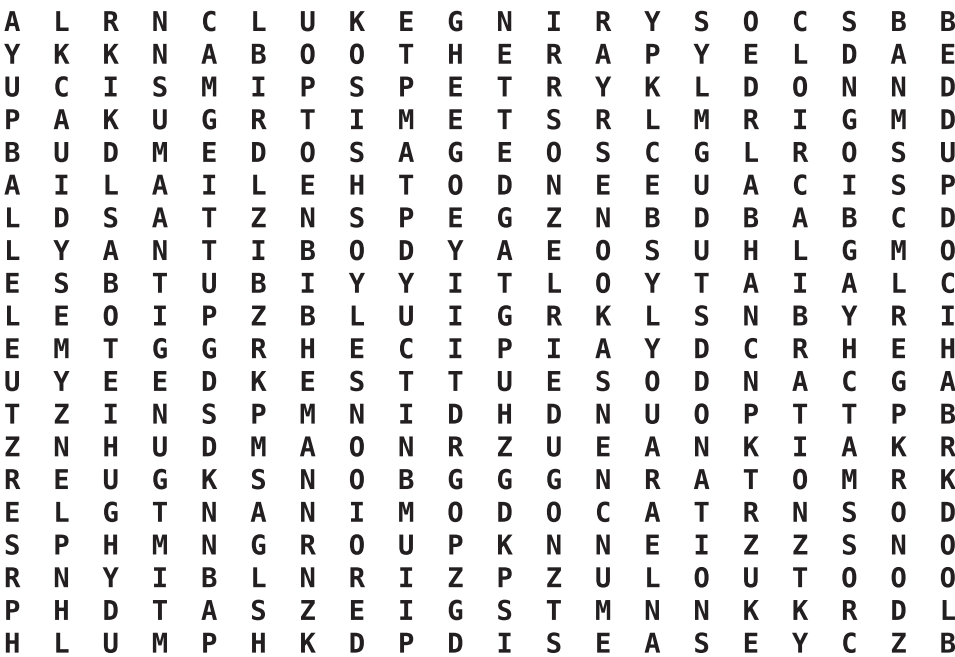 A L R N C L U K E G N I R Y S O C S B B
Y K K N A B O O T H E R A P Y E L D A E
U C I S M I P S P E T R Y K L D O N N D
P A K U G R T I M E T S R L M R I G M D
B U D M E D O S A G E O S C G L R O S U
A I L A I L E H T O D N E E U A C I S P
L D S A T Z N S P E G Z N B D B A B C D
L Y A N T I B O D Y A E O S U H L G M O
E S B T U B I Y Y I T L O Y T A I A L C
L E O I P Z B L U I G R K L S N B Y R I
E M T G G R H E C I P I A Y D C R H E H
U Y E E D K E S T T U E S O D N A C G A
T Z I N S P M N I D H D N U O P T T P B
Z N H U D M A O N R Z U E A N K I A K R
R E U G K S N O B G G G N R A T O M R K
E L G T N A N I M O D O C A T R N S O D
S P H M N G R O U P K N N E I Z Z S N O
R N Y I B L N R I Z P Z U L O U T O O O
P H D T A S Z E I G S T M N N K K R D L
H L U M P H K D P D I S E A S E Y C Z B